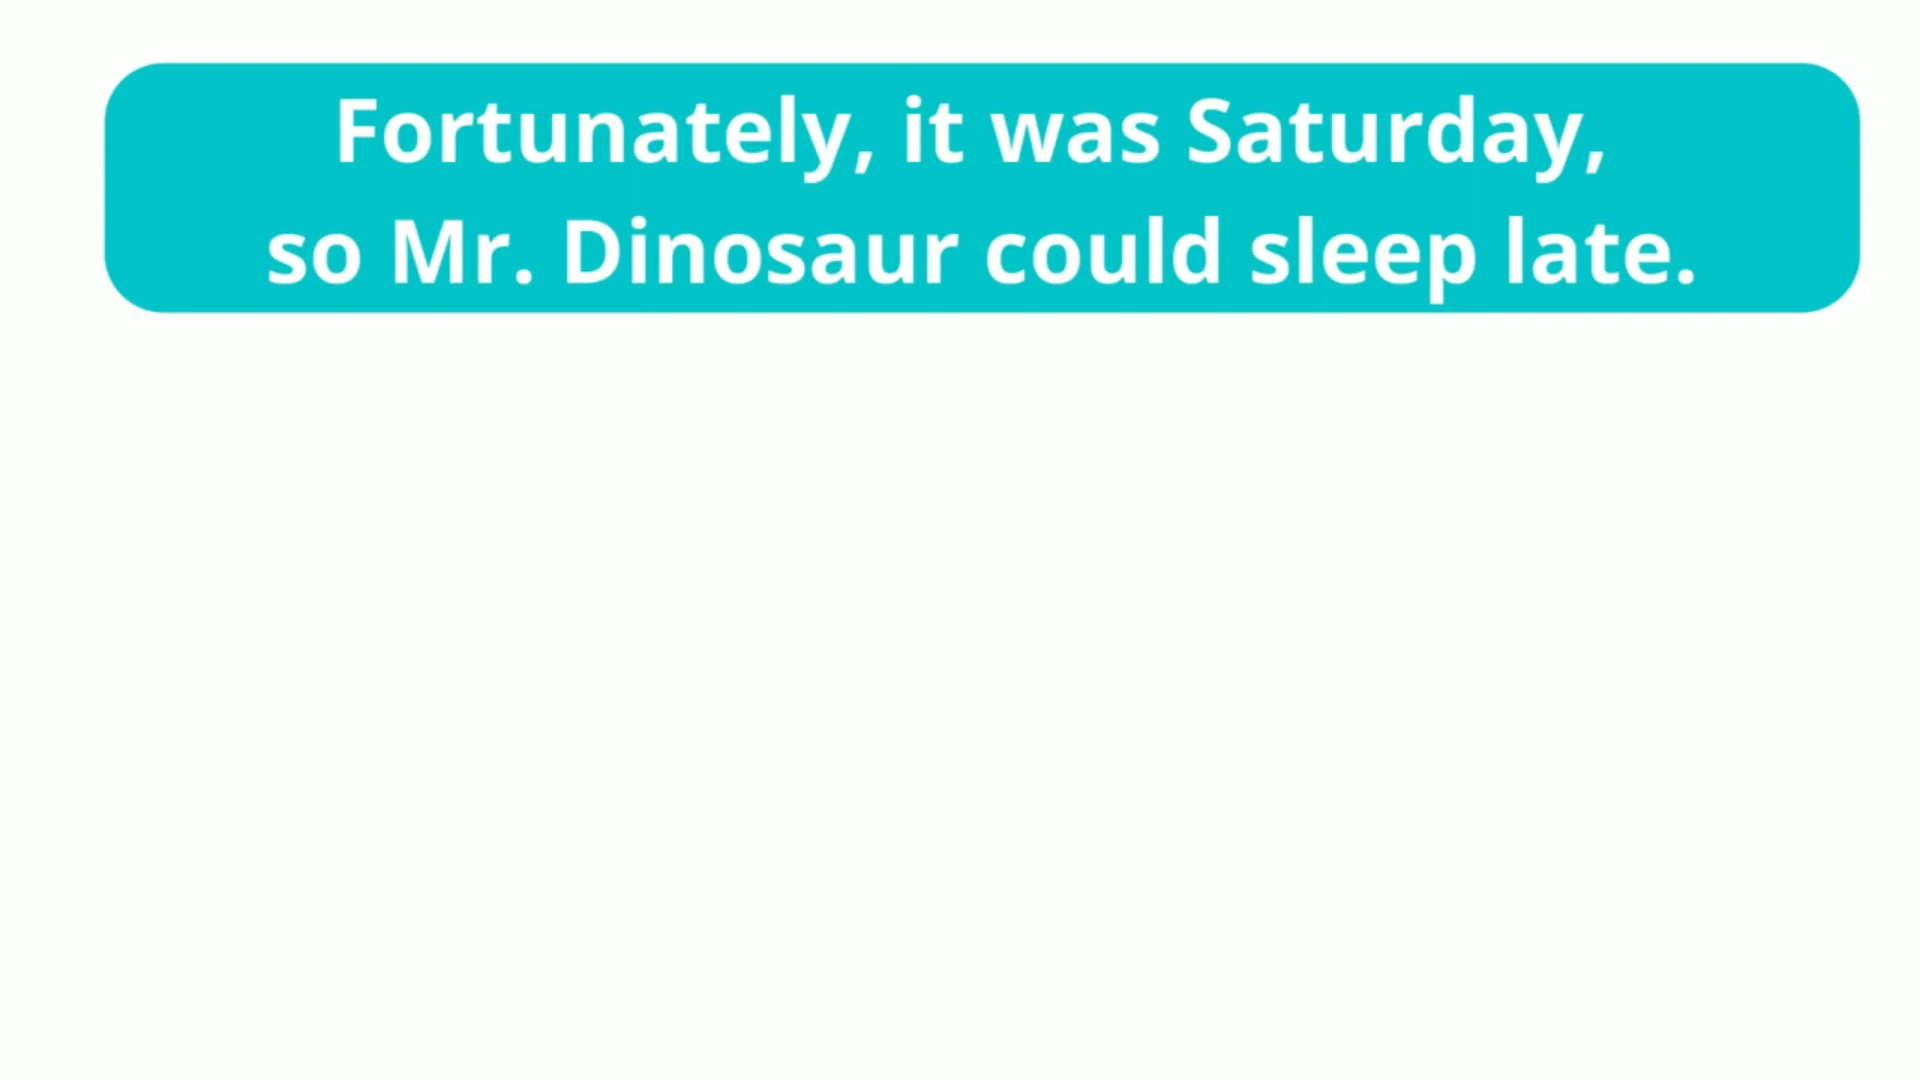 Fortunately, it was Saturday,
so Mr. Dinosaur could sleep late.